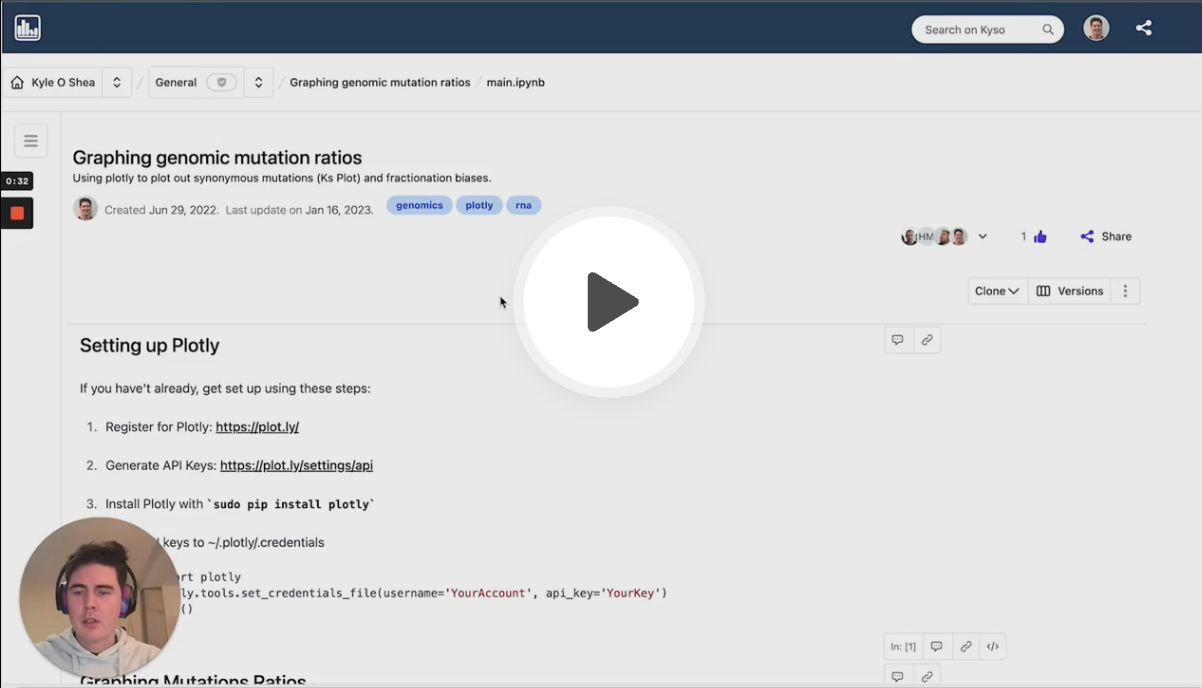 Search on Kyso
Kyle O Shea / General / Graphing genomic mutation ratios / main.ipynb
Graphing genomic mutation ratios
Using plotly to plot out synonymous mutations (Ks Plot) and fractionation biases.
0:32
Created Jun 29, 2022. Last update on Jan 16, 2023. genomics plotly rna
HM 1 Share
Clone Versions
Setting up Plotly
If you have't already, get set up using these steps:
1. Register for Plotly: https://plot.ly/
2. Generate API Keys: https://plot.ly/settings/api
3. Install Plotly with `sudo pip install plotly`
keys to ~/.plotly/.credentials
rt plotly
ly.tools.set_credentials_file(username='YourAccount', api_key='YourKey')
()
In: [1] </>
Graphing Mutations Ratios